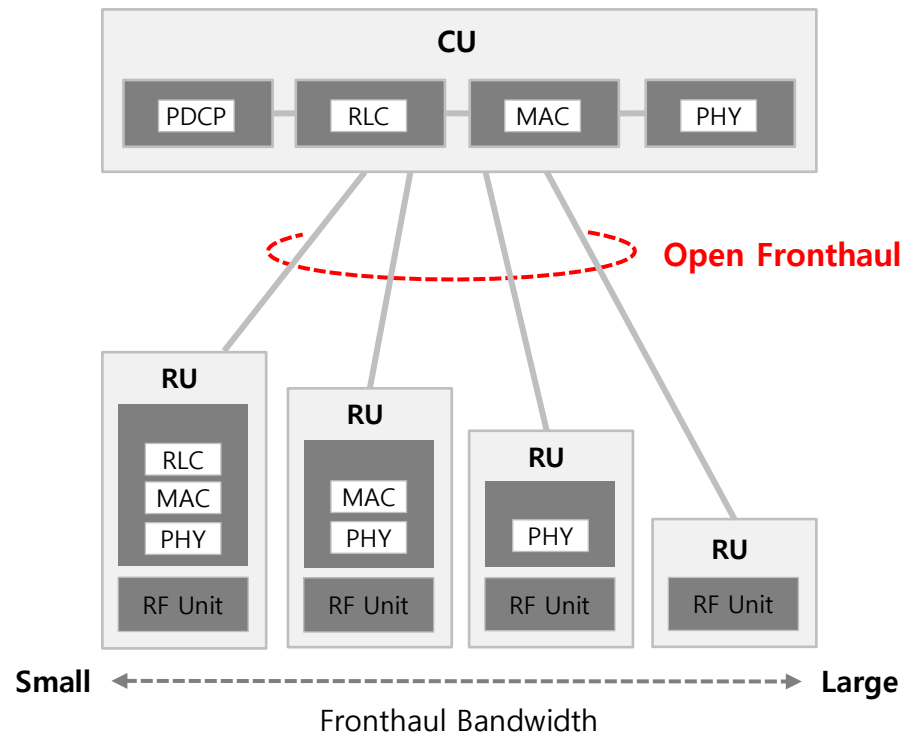 CU
PDCP
RLC
MAC
PHY
Open Fronthaul
RU
RLC
MAC
PHY
RF Unit
RU
MAC
PHY
RF Unit
RU
PHY
RF Unit
RU
RF Unit
Small
Large
Fronthaul Bandwidth